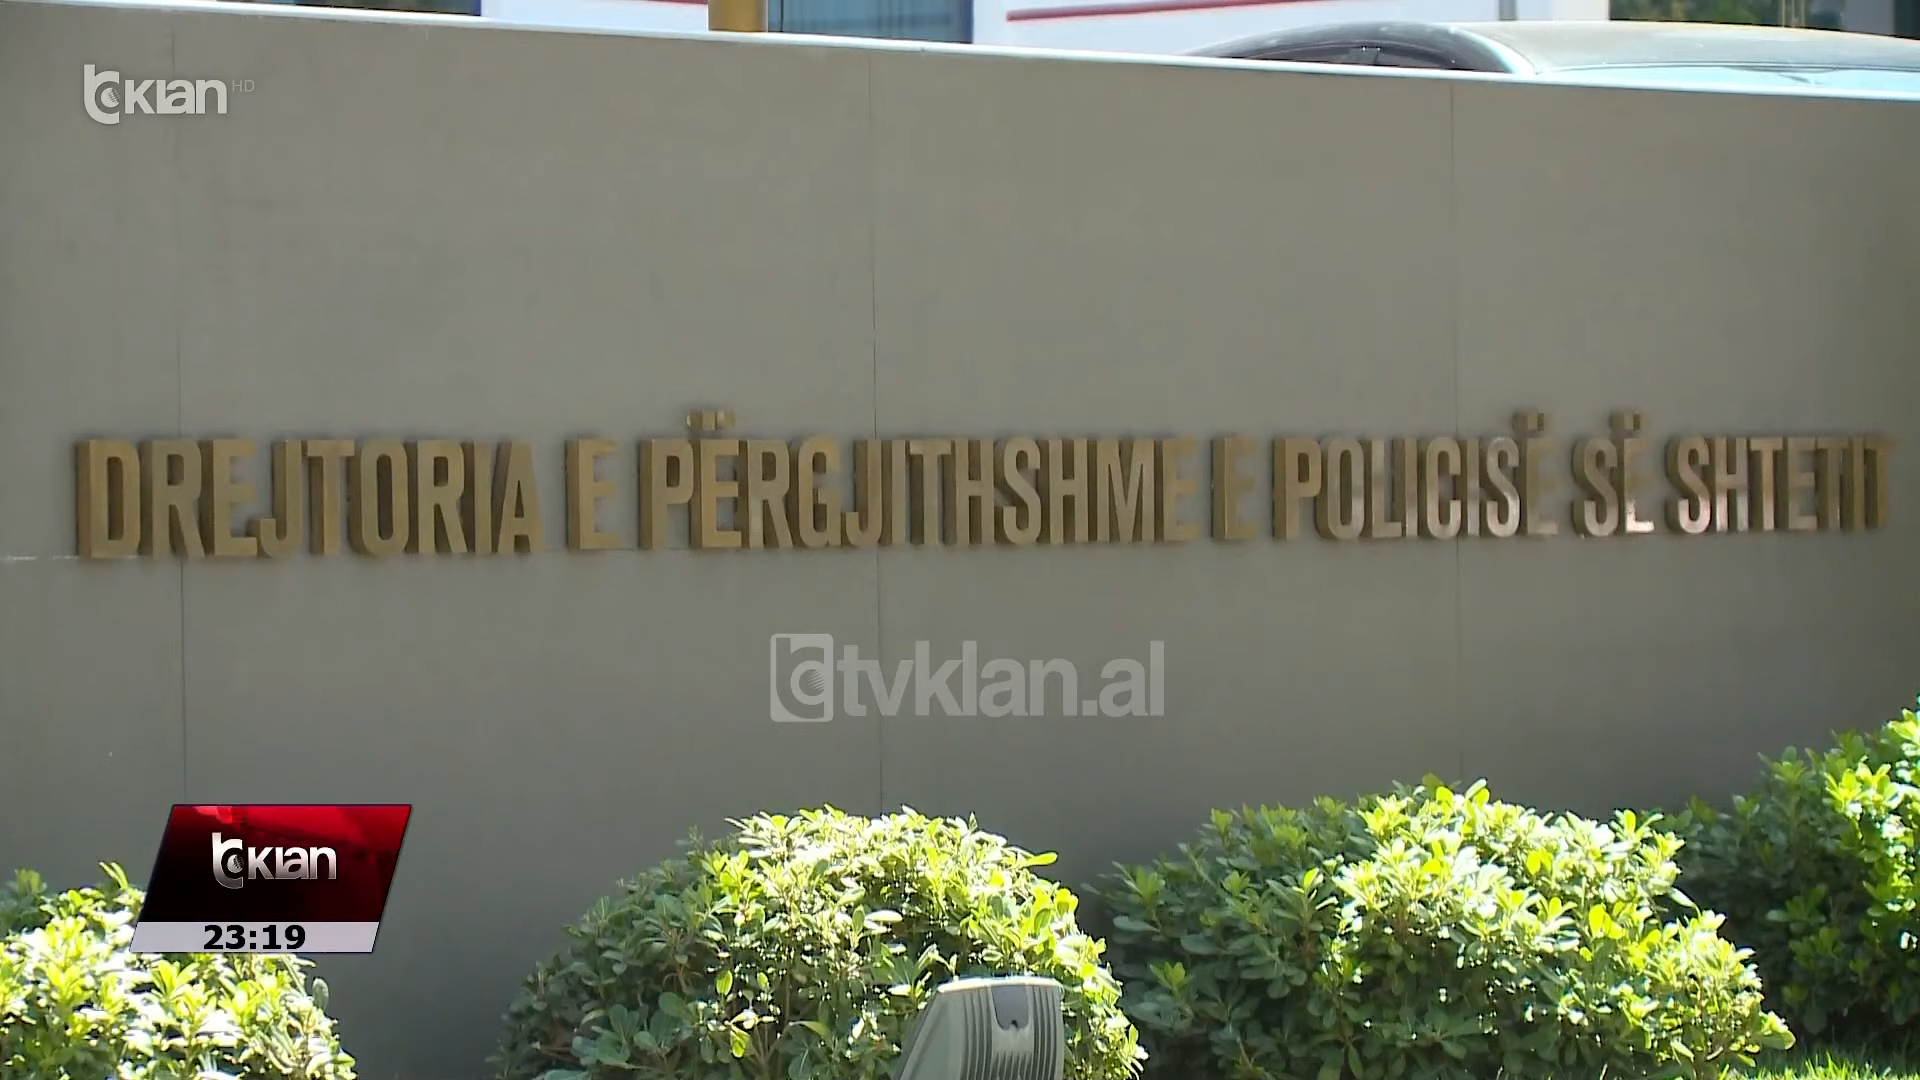 tvklan HD
DREJTORIA E PËRGJITHSHME E POLICISË SË SHTETIT
tvklan.al
tvklan
23:19